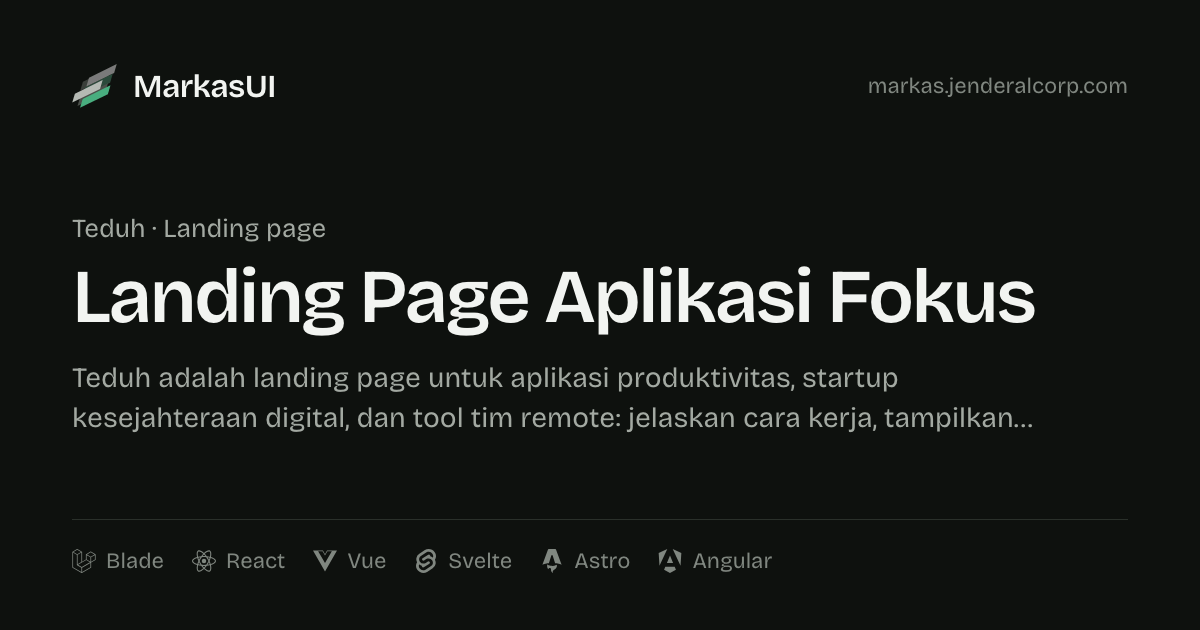 MarkasUI
markas.jenderalcorp.com
Teduh · Landing page
Landing Page Aplikasi Fokus
Teduh adalah landing page untuk aplikasi produktivitas, startup
kesejahteraan digital, dan tool tim remote: jelaskan cara kerja, tampilkan...
Blade React Vue Svelte Astro Angular